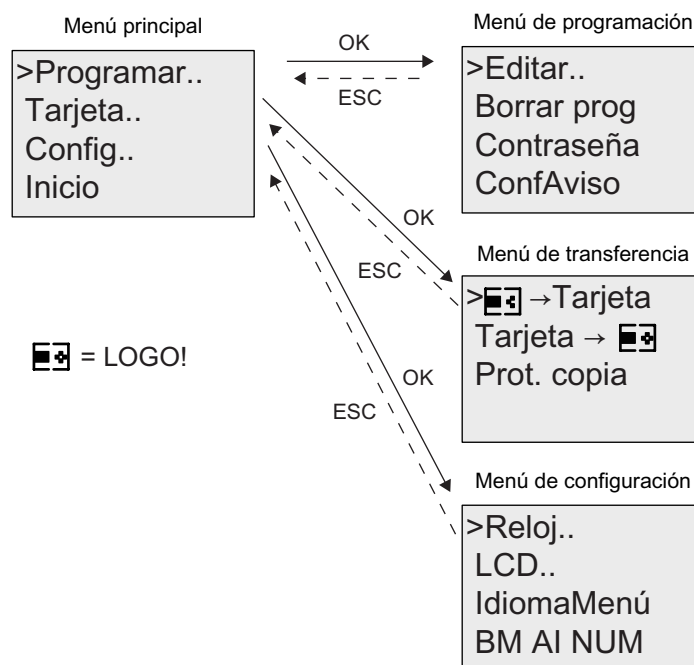 Menú principal
>Programar..
Tarjeta..
Config..
Inicio
OK
ESC
Menú de programación
>Editar..
Borrar prog
Contraseña
ConfAviso
OK
ESC
Menú de transferencia
> →Tarjeta
Tarjeta →
Prot. copia
= LOGO!
OK
ESC
Menú de configuración
>Reloj..
LCD..
IdiomaMenú
BM AI NUM